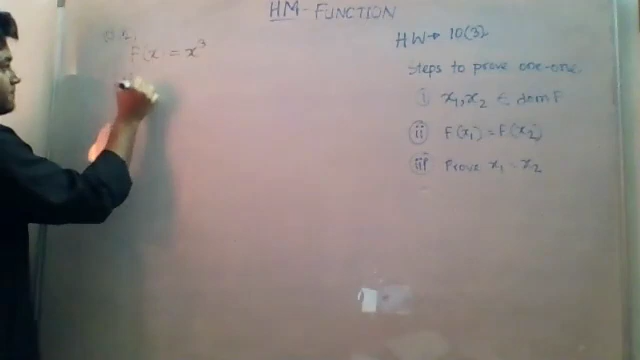 HM-FUNCTION
F(x) = x³
HW→ 10(3).
Steps to prove one-one.
(i) x₁, x₂ ∈ dom F
(ii) F(x₁) = F(x₂)
(iii) Prove x₁ = x₂